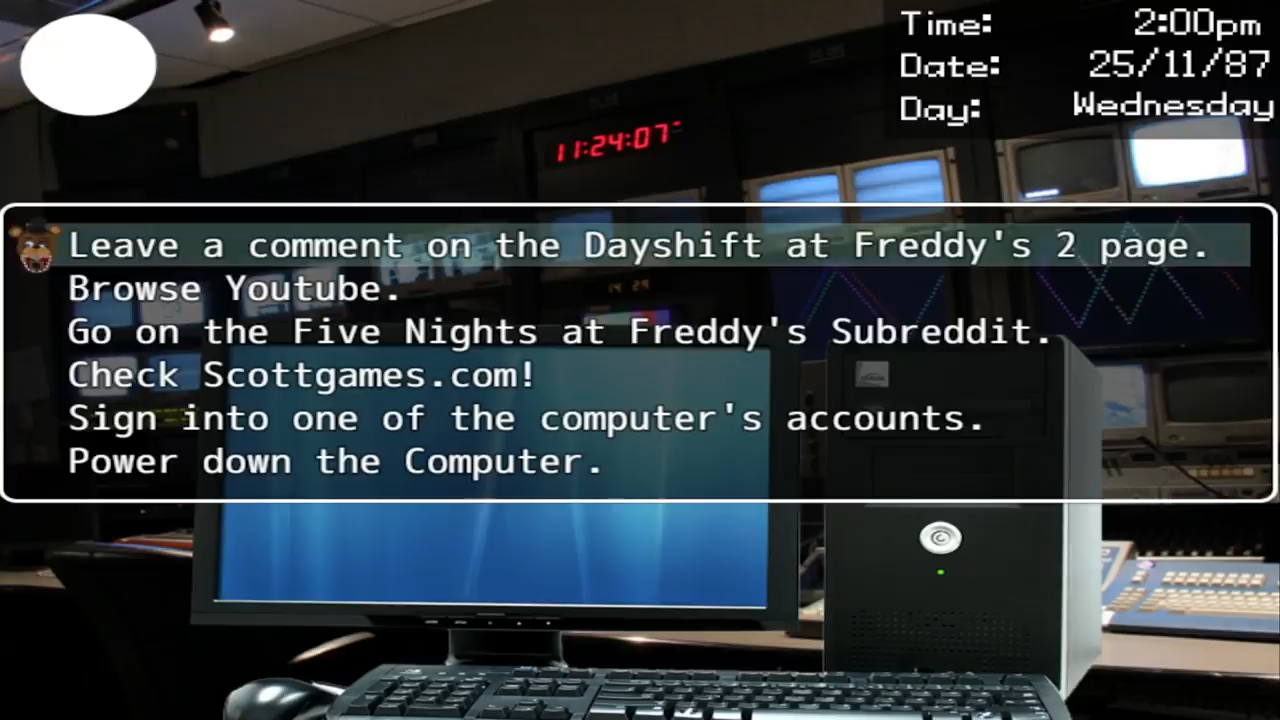 Time: 2:00pm
Date: 25/11/87
Day: Wednesday
11:24:07
Leave a comment on the Dayshift at Freddy's 2 page.
Browse Youtube.
Go on the Five Nights at Freddy's Subreddit.
Check Scottgames.com!
Sign into one of the computer's accounts.
Power down the Computer.